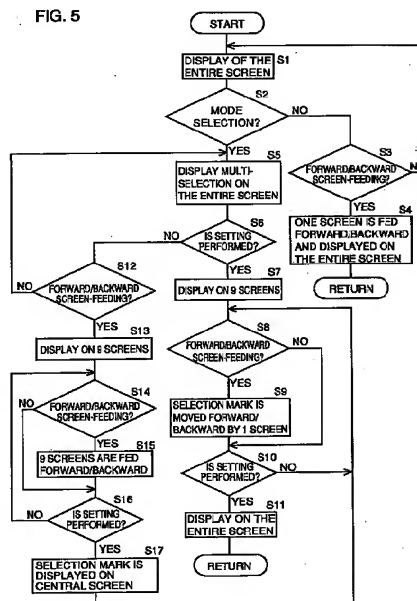 FIG. 5
START
DISPLAY OF THE
ENTIRE SCREEN
S1
MODE
SELECTION?
S2
NO
YES
S3
FORWARD/BACKWARD
SCREEN-FEEDING?
NO
S4
ONE SCREEN IS FED
FORWARD/BACKWARD
AND DISPLAYED ON
THE ENTIRE SCREEN
RETURN
S5
DISPLAY MULTI-
SELECTION ON
THE ENTIRE SCREEN
NO
S6
IS SETTING
PERFORMED?
YES
S7
DISPLAY ON 9 SCREENS
S8
FORWARD/BACKWARD
SCREEN-FEEDING?
NO
YES
S9
SELECTION MARK IS
MOVED FORWARD/
BACKWARD BY 1 SCREEN
S10
IS SETTING
PERFORMED?
NO
YES
S11
DISPLAY ON THE
ENTIRE SCREEN
RETURN
S12
NO
FORWARD/BACKWARD
SCREEN-FEEDING?
YES
S13
DISPLAY ON 9 SCREENS
S14
NO
FORWARD/BACKWARD
SCREEN-FEEDING?
YES
S15
9 SCREENS ARE FED
FORWARD/BACKWARD
S16
NO
IS SETTING
PERFORMED?
YES
S17
SELECTION MARK IS
DISPLAYED ON
CENTRAL SCREEN